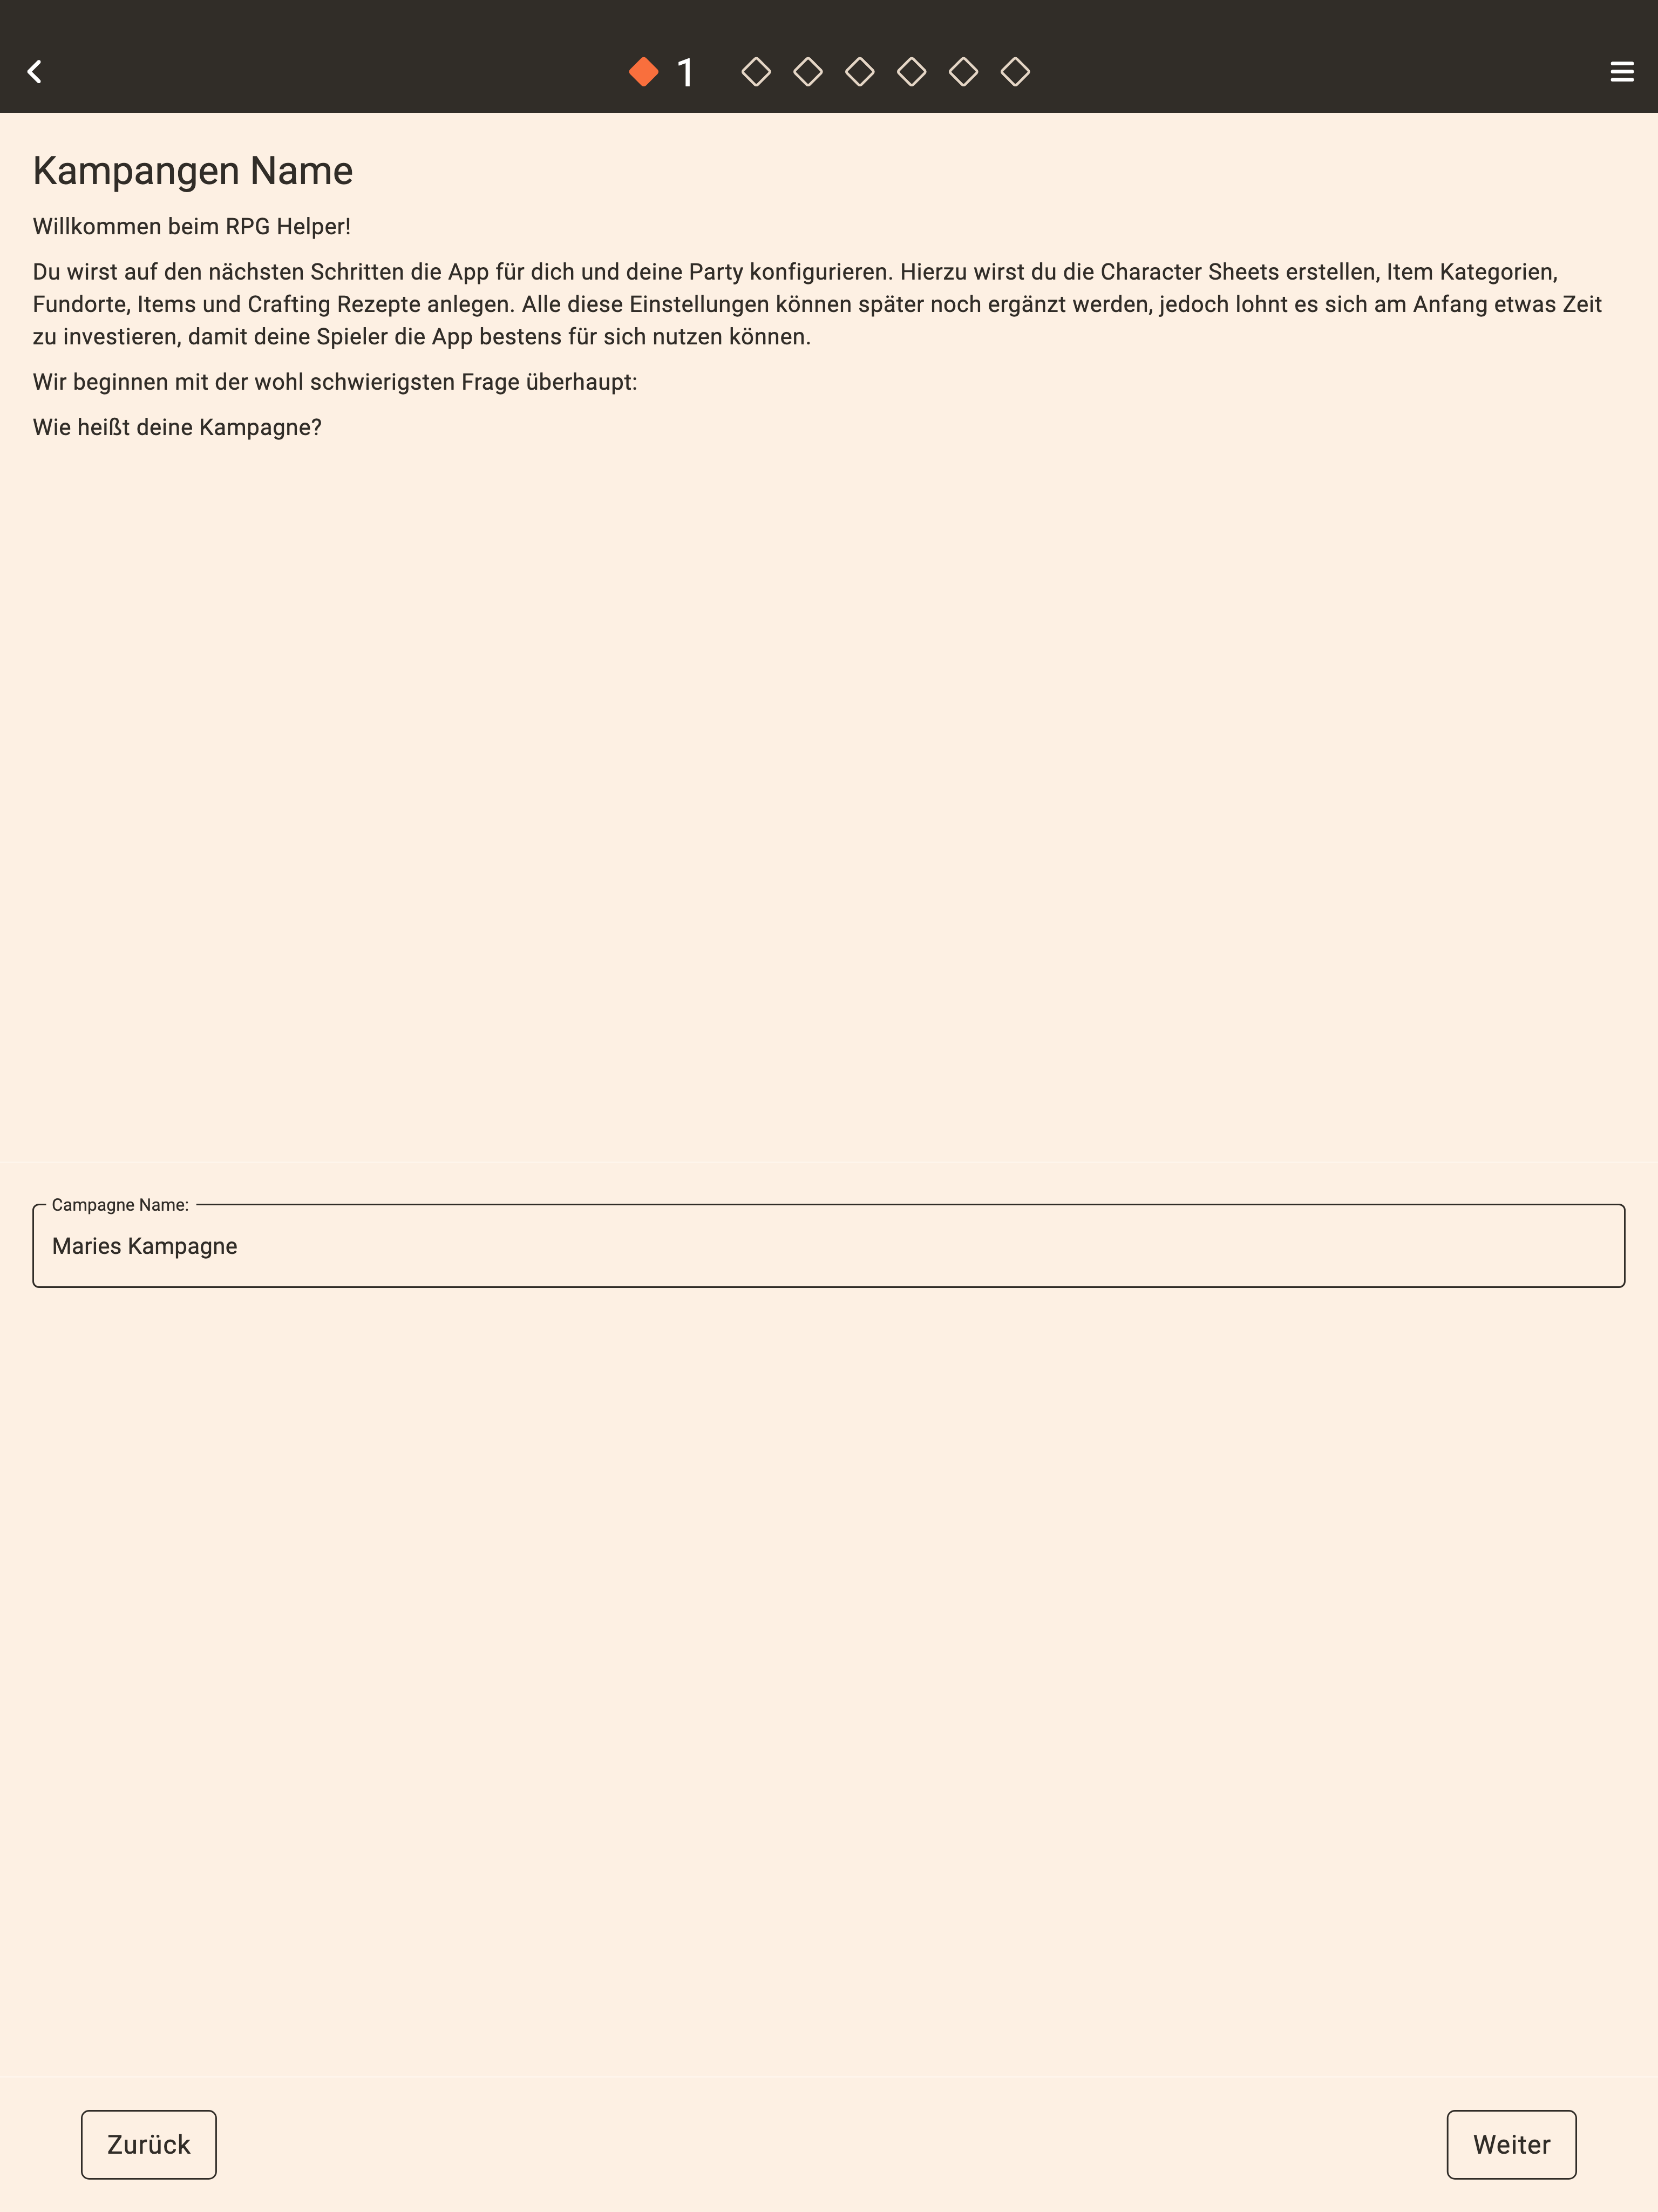 1
Kampangen Name
Willkommen beim RPG Helper!
Du wirst auf den nächsten Schritten die App für dich und deine Party konfigurieren. Hierzu wirst du die Character Sheets erstellen, Item Kategorien,
Fundorte, Items und Crafting Rezepte anlegen. Alle diese Einstellungen können später noch ergänzt werden, jedoch lohnt es sich am Anfang etwas Zeit
zu investieren, damit deine Spieler die App bestens für sich nutzen können.
Wir beginnen mit der wohl schwierigsten Frage überhaupt:
Wie heißt deine Kampagne?
Campagne Name:
Maries Kampagne
Zurück
Weiter